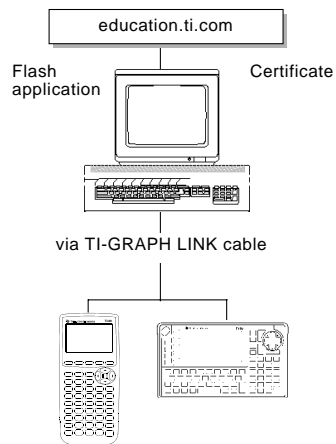 education.ti.com
Flash
application
Certificate
via TI-GRAPH LINK cable